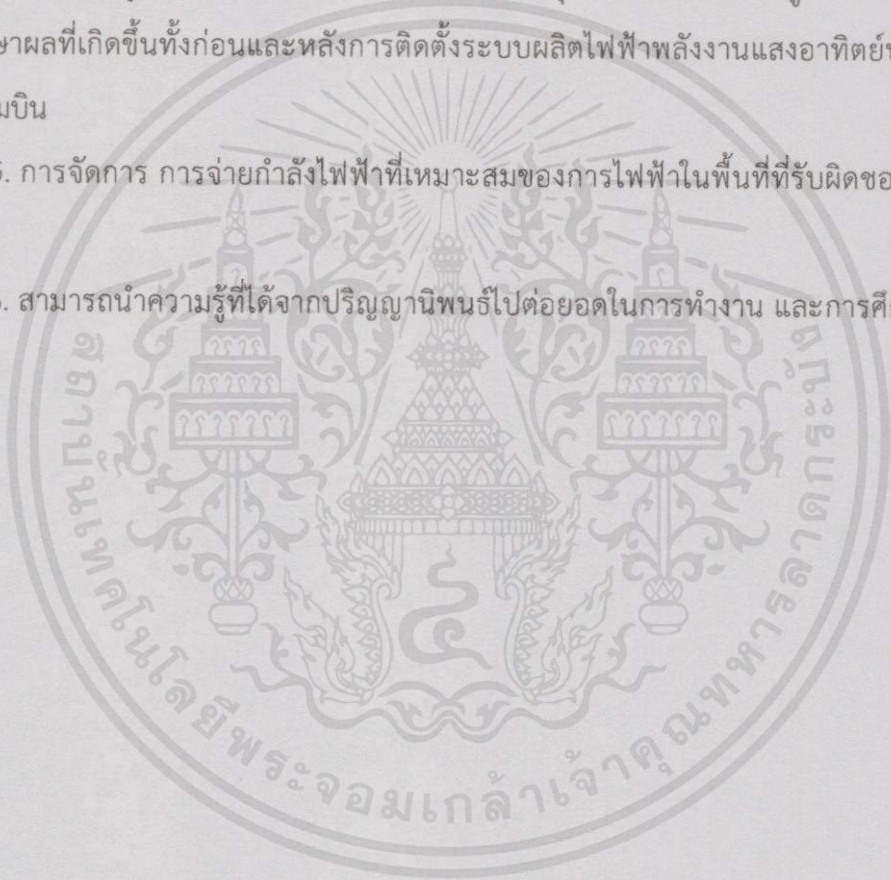 ษาผลที่เกิดขึ้นทั้งก่อนและหลังการติดตั้งระบบผลิตไฟฟ้าพลังงานแสงอาทิตย์
มบิน
การจัดการ การจ่ายกำลังไฟฟ้าที่เหมาะสมของการไฟฟ้าในพื้นที่ที่รับผิดชอ
สามารถนำความรู้ที่ได้จากปริญญานิพนธ์ไปต่อยอดในการทำงาน และการศึ
สถาบันเทคโนโลยีพระจอมเกล้าเจ้าคุณทหารลาดกระบัง